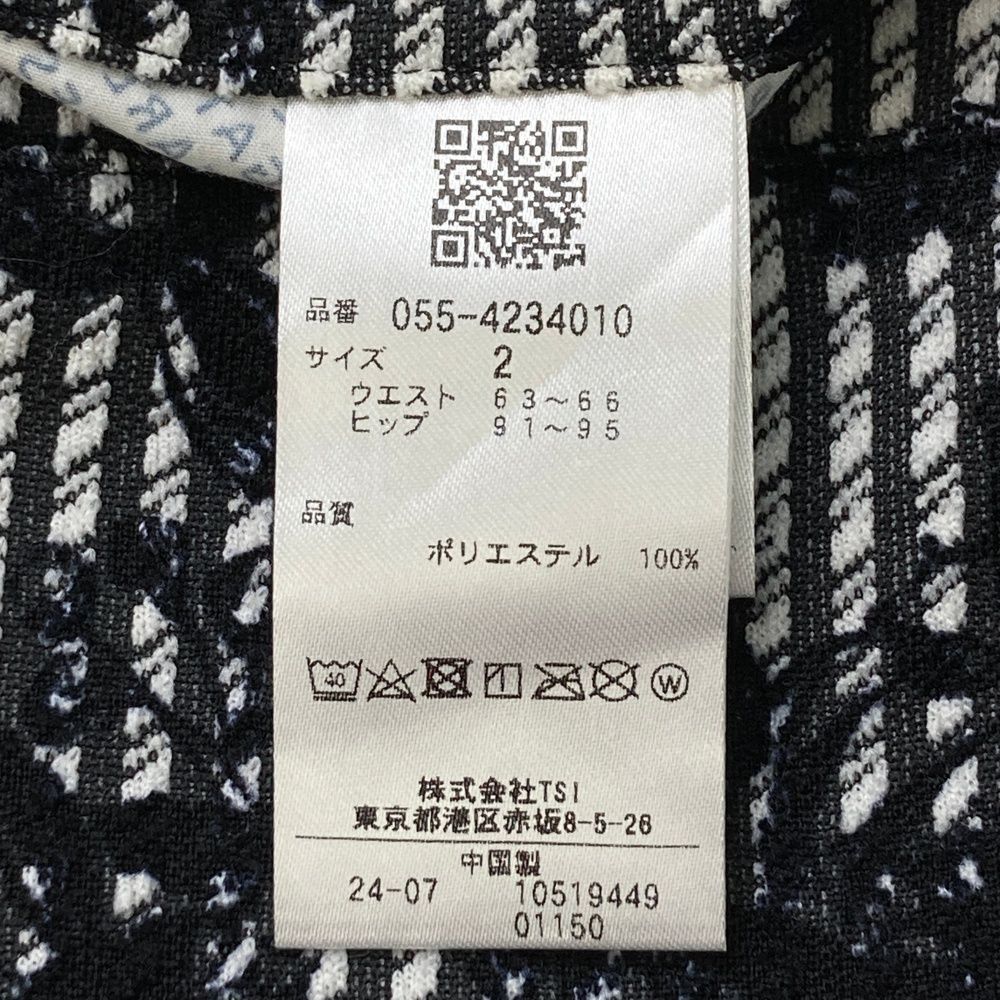 品番 055-4234010
サイズ 2
ウエスト 63～66
ヒップ 91～95
品質
ポリエステル 100%
40
W
株式会社TSI
東京都港区赤坂8-5-26
中国製
24-07 10519449
01150